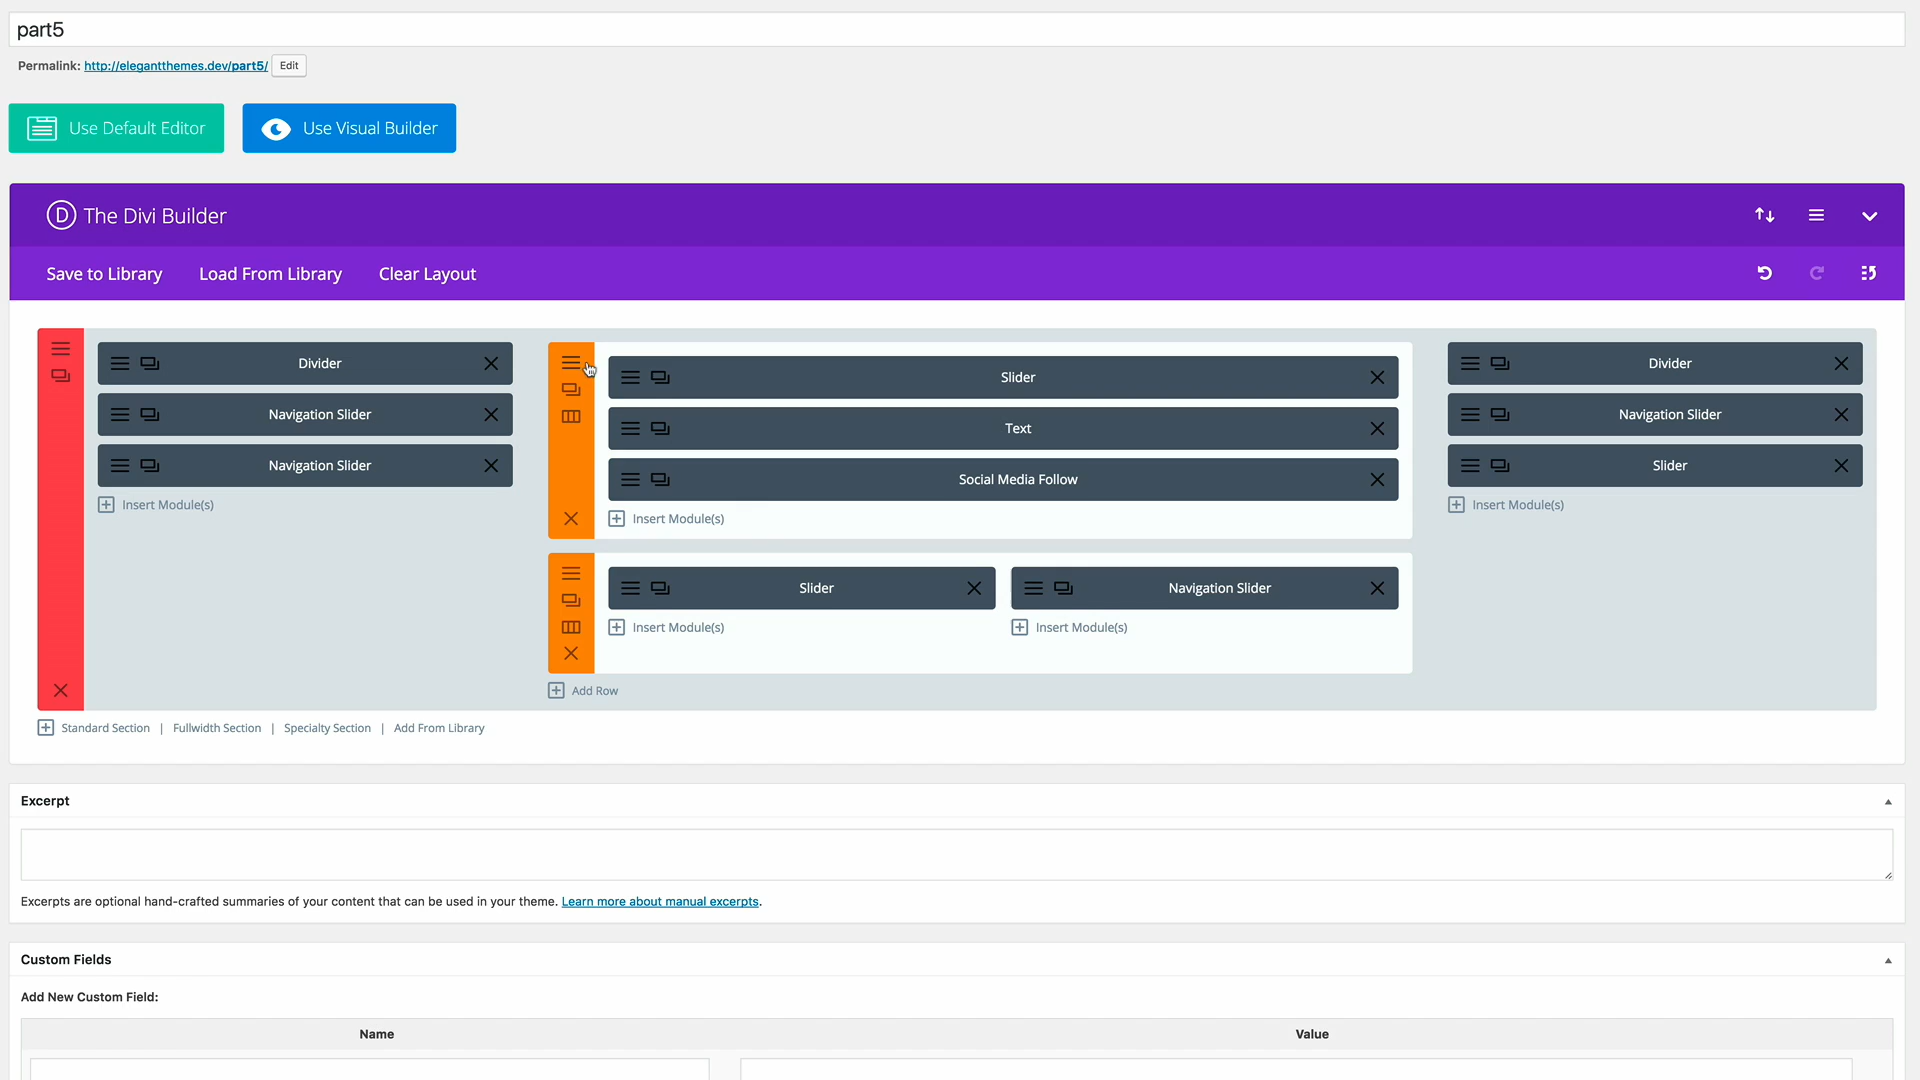 part5
Permalink: http://elegantthemes.dev/part5/ Edit
Use Default Editor
Use Visual Builder
D The Divi Builder
Save to Library Load From Library Clear Layout
Divider
Navigation Slider
Navigation Slider
Insert Module(s)
Slider
Text
Social Media Follow
Insert Module(s)
Slider
Insert Module(s)
Navigation Slider
Insert Module(s)
Add Row
Divider
Navigation Slider
Slider
Insert Module(s)
Standard Section | Fullwidth Section | Specialty Section | Add From Library
Excerpt
Excerpts are optional hand-crafted summaries of your content that can be used in your theme. Learn more about manual excerpts.
Custom Fields
Add New Custom Field:
Name Value